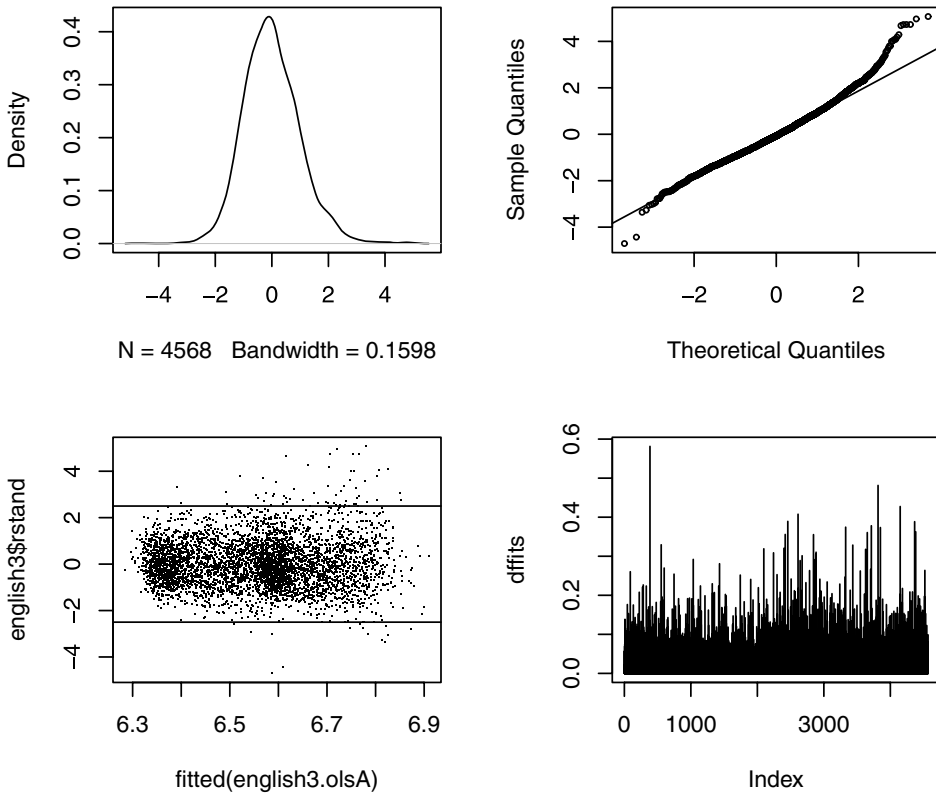 Density
0.0 0.1 0.2 0.3 0.4
−4 −2 0 2 4
N = 4568 Bandwidth = 0.1598
Sample Quantiles
−4 −2 0 2 4
−2 0 2
Theoretical Quantiles
english3$rstand
−4 −2 0 2 4
6.3 6.5 6.7 6.9
fitted(english3.olsA)
dffits
0.0 0.2 0.4 0.6
0 1000 3000
Index